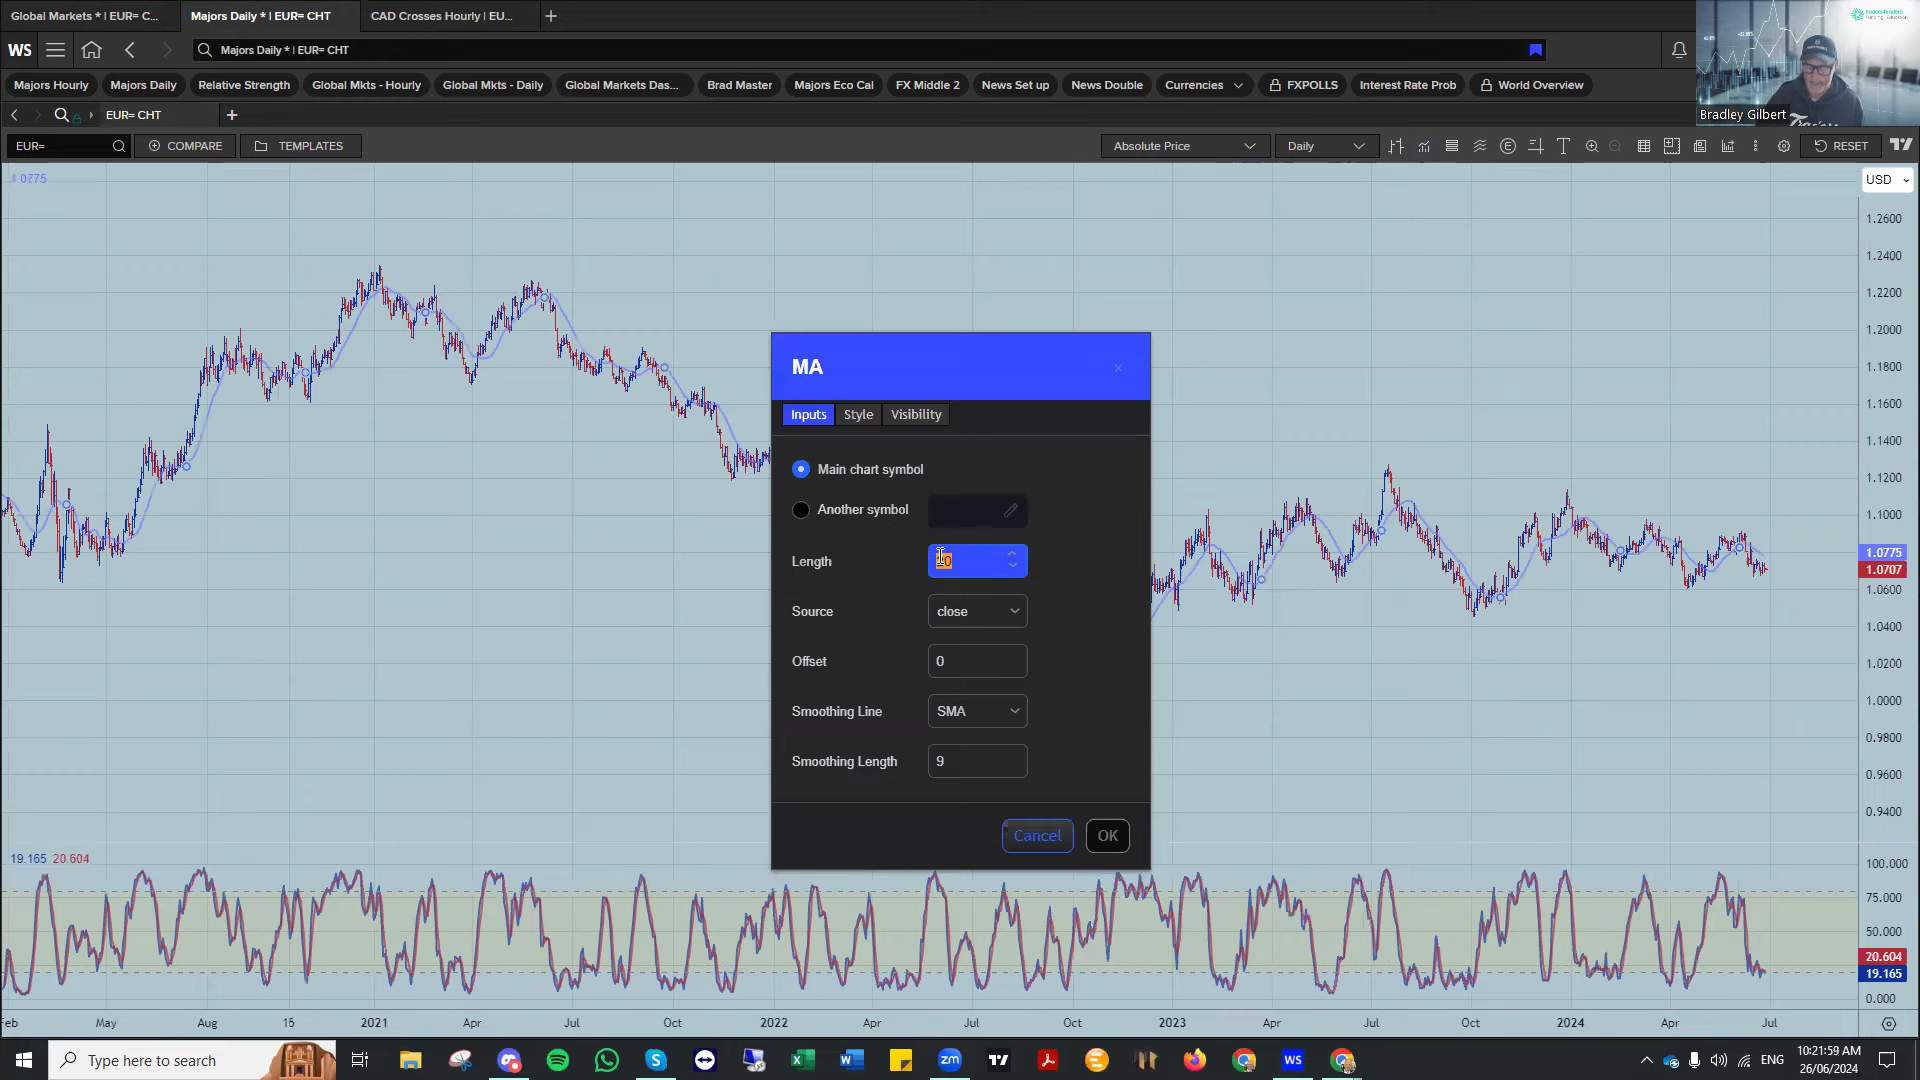 Global Markets * | EUR= C...
Majors Daily * | EUR= CHT
CAD Crosses Hourly | EU...
WS
Majors Daily * | EUR= CHT
Majors Hourly
Majors Daily
Relative Strength
Global Mkts - Hourly
Global Mkts - Daily
Global Markets Das...
Brad Master
Majors Eco Cal
FX Middle 2
News Set up
News Double
Currencies
FXPOLLS
Interest Rate Prob
World Overview
Bradley Gilbert
EUR= CHT
EUR=
COMPARE
TEMPLATES
Absolute Price
Daily
RESET
USD
1.2600
1.2400
1.2200
1.2000
1.1800
1.1600
1.1400
1.1200
1.1000
1.0775
1.0707
1.0600
1.0400
1.0200
1.0000
0.9800
0.9600
0.9400
MA
Inputs
Style
Visibility
Main chart symbol
Another symbol
Length
Source
close
Offset
0
Smoothing Line
SMA
Smoothing Length
9
Cancel
OK
19.165 20.604
100.000
75.000
50.000
20.604
19.165
0.000
Feb
May
Aug
15
2021
Apr
Jul
Oct
2022
Apr
Jul
Oct
2023
Apr
Jul
Oct
2024
Apr
Jul
Type here to search
zm
WS
ENG
10:21:59 AM
26/06/2024